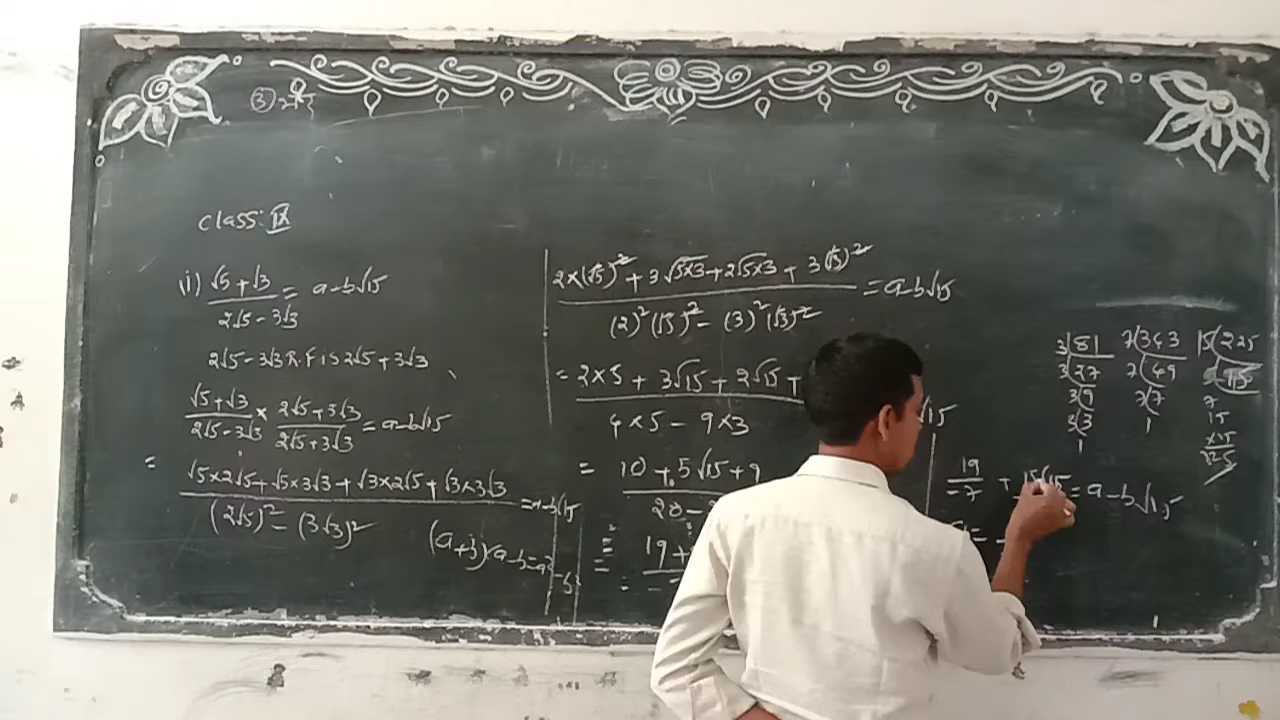 ③
Class: IX
(i) (√5 + √3)/(2√5 - 3√3) = a-b√15
2√5 - 3√3 R.F is 2√5 + 3√3
(√5 + √3)/(2√5 - 3√3) × (2√5 + 3√3)/(2√5 + 3√3) = a-b√15
= (√5×2√5 + √5×3√3 + √3×2√5 + √3×3√3)/((2√5)² - (3√3)²) = a-b√15
(a+b)(a-b=a²-b
(2×(√5)² + 3√5×3 + 2√5×3 + 3(√3)²)/((2)²(√5)² - (3)²(√3)²) = a-b√15
= (2×5 + 3√15 + 2√15 +)/(4×5 - 9×3) √15
= (10 + 5√15 + 9)/(20 -
= 19 +
19/-7 + √15 = a-b√15
= -
3|81
3|27
3|9
3|3
1
7|343
7|49
7|7
1
15|225
15
15
×15
225